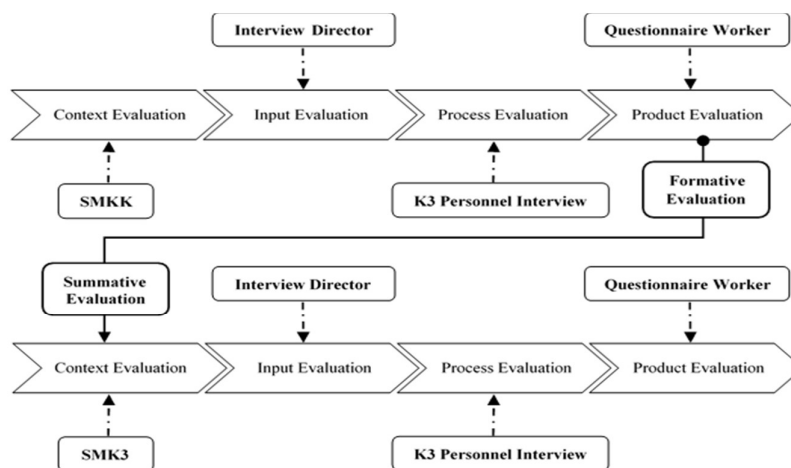 Interview Director
Questionnaire Worker
Context Evaluation
Input Evaluation
Process Evaluation
Product Evaluation
SMKK
K3 Personnel Interview
Formative
Evaluation
Summative
Evaluation
Interview Director
Questionnaire Worker
Context Evaluation
Input Evaluation
Process Evaluation
Product Evaluation
SMK3
K3 Personnel Interview